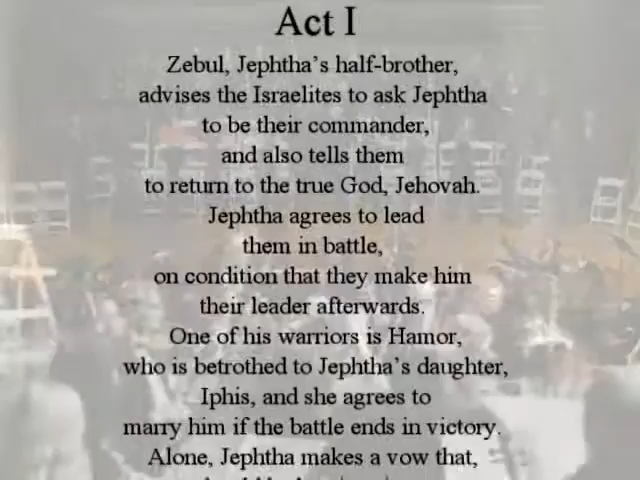 Act I
Zebul, Jephtha's half-brother,
advises the Israelites to ask Jephtha
to be their commander,
and also tells them
to return to the true God, Jehovah.
Jephtha agrees to lead
them in battle,
on condition that they make him
their leader afterwards.
One of his warriors is Hamor,
who is betrothed to Jephtha's daughter,
Iphis, and she agrees to
marry him if the battle ends in victory.
Alone, Jephtha makes a vow that,